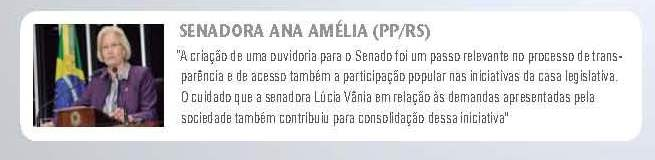 SENADORA ANA AMÉLIA (PP/RS)
"A criação de uma ouvidoria para o Senado foi um passo relevante no processo de trans-
parência e de acesso também a participação popular nas iniciativas da casa legislativa.
O cuidado que a senadora Lúcia Vânia em relação às demandas apresentadas pela
sociedade também contribuiu para consolidação dessa iniciativa"